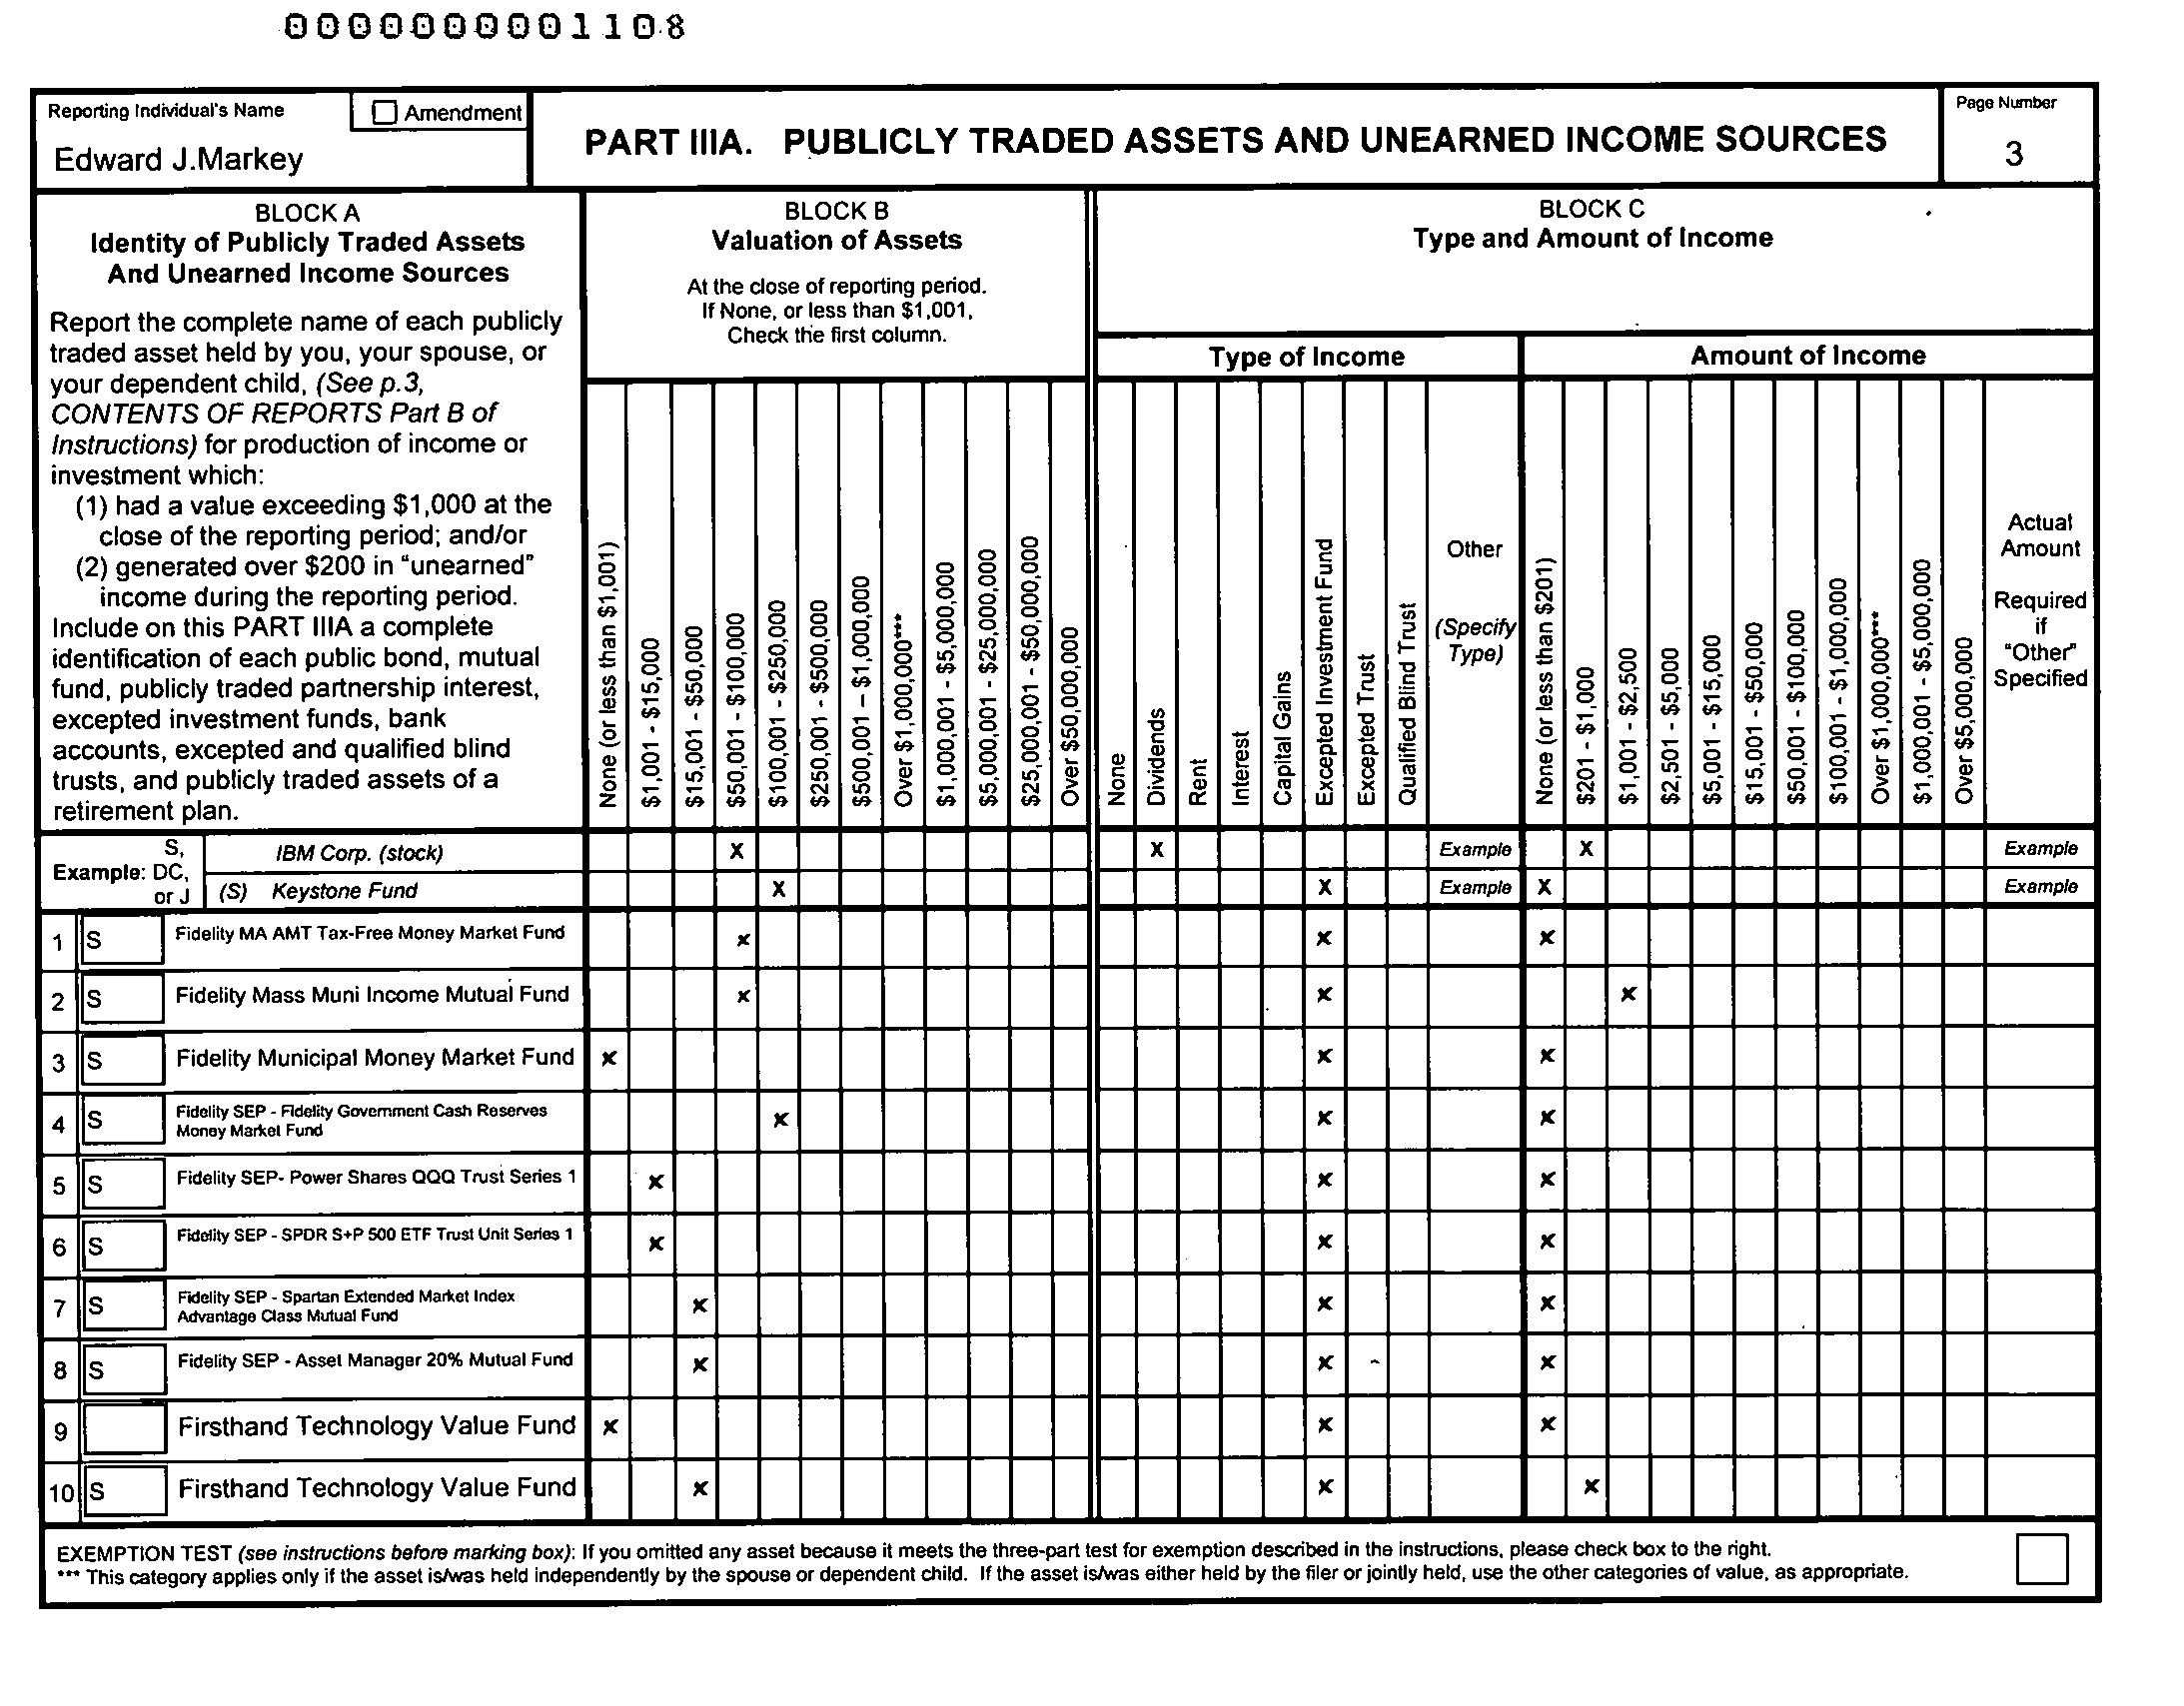 000000001108
Reporting Individual's Name
Amendment
Edward J.Markey
PART IIIA. PUBLICLY TRADED ASSETS AND UNEARNED INCOME SOURCES
Page Number
3
BLOCK A
Identity of Publicly Traded Assets
And Unearned Income Sources
Report the complete name of each publicly
traded asset held by you, your spouse, or
your dependent child, (See p.3,
CONTENTS OF REPORTS Part B of
Instructions) for production of income or
investment which:
(1) had a value exceeding $1,000 at the
close of the reporting period; and/or
(2) generated over $200 in "unearned"
income during the reporting period.
Include on this PART IIIA a complete
identification of each public bond, mutual
fund, publicly traded partnership interest,
excepted investment funds, bank
accounts, excepted and qualified blind
trusts, and publicly traded assets of a
retirement plan.
BLOCK B
Valuation of Assets
At the close of reporting period.
If None, or less than $1,001,
Check the first column.
None (or less than $1,001)
$1,001 - $15,000
$15,001 - $50,000
$50,001 - $100,000
$100,001 - $250,000
$250,001 - $500,000
$500,001 – $1,000,000
Over $1,000,000***
$1,000,001 - $5,000,000
$5,000,001 - $25,000,000
$25,000,001 - $50,000,000
Over $50,000,000
BLOCK C
Type and Amount of Income
Type of Income
None
Dividends
Rent
Interest
Capital Gains
Excepted Investment Fund
Excepted Trust
Qualified Blind Trust
Other
(Specify
Type)
Amount of Income
None (or less than $201)
$201 - $1,000
$1,001 - $2,500
$2,501 - $5,000
$5,001 - $15,000
$15,001 - $50,000
$50,001 - $100,000
$100,001 - $1,000,000
Over $1,000,000***
$1,000,001 - $5,000,000
Over $5,000,000
Actual
Amount
Required
if
"Other"
Specified
Example:
S,
DC,
or J
IBM Corp. (stock) X X Example X Example
(S) Keystone Fund X X Example X Example
1 S Fidelity MA AMT Tax-Free Money Market Fund x x x
2 S Fidelity Mass Muni Income Mutual Fund x x x
3 S Fidelity Municipal Money Market Fund x x x
4 S Fidelity SEP - Fidelity Government Cash Reserves
Money Market Fund x x x
5 S Fidelity SEP- Power Shares QQQ Trust Series 1 x x x
6 S Fidelity SEP - SPDR S+P 500 ETF Trust Unit Series 1 x x x
7 S Fidelity SEP - Spartan Extended Market Index
Advantage Class Mutual Fund x x x
8 S Fidelity SEP - Asset Manager 20% Mutual Fund x x x
9 Firsthand Technology Value Fund x x x
10 S Firsthand Technology Value Fund x x x
EXEMPTION TEST (see instructions before marking box): If you omitted any asset because it meets the three-part test for exemption described in the instructions, please check box to the right.
*** This category applies only if the asset is/was held independently by the spouse or dependent child. If the asset is/was either held by the filer or jointly held, use the other categories of value, as appropriate.